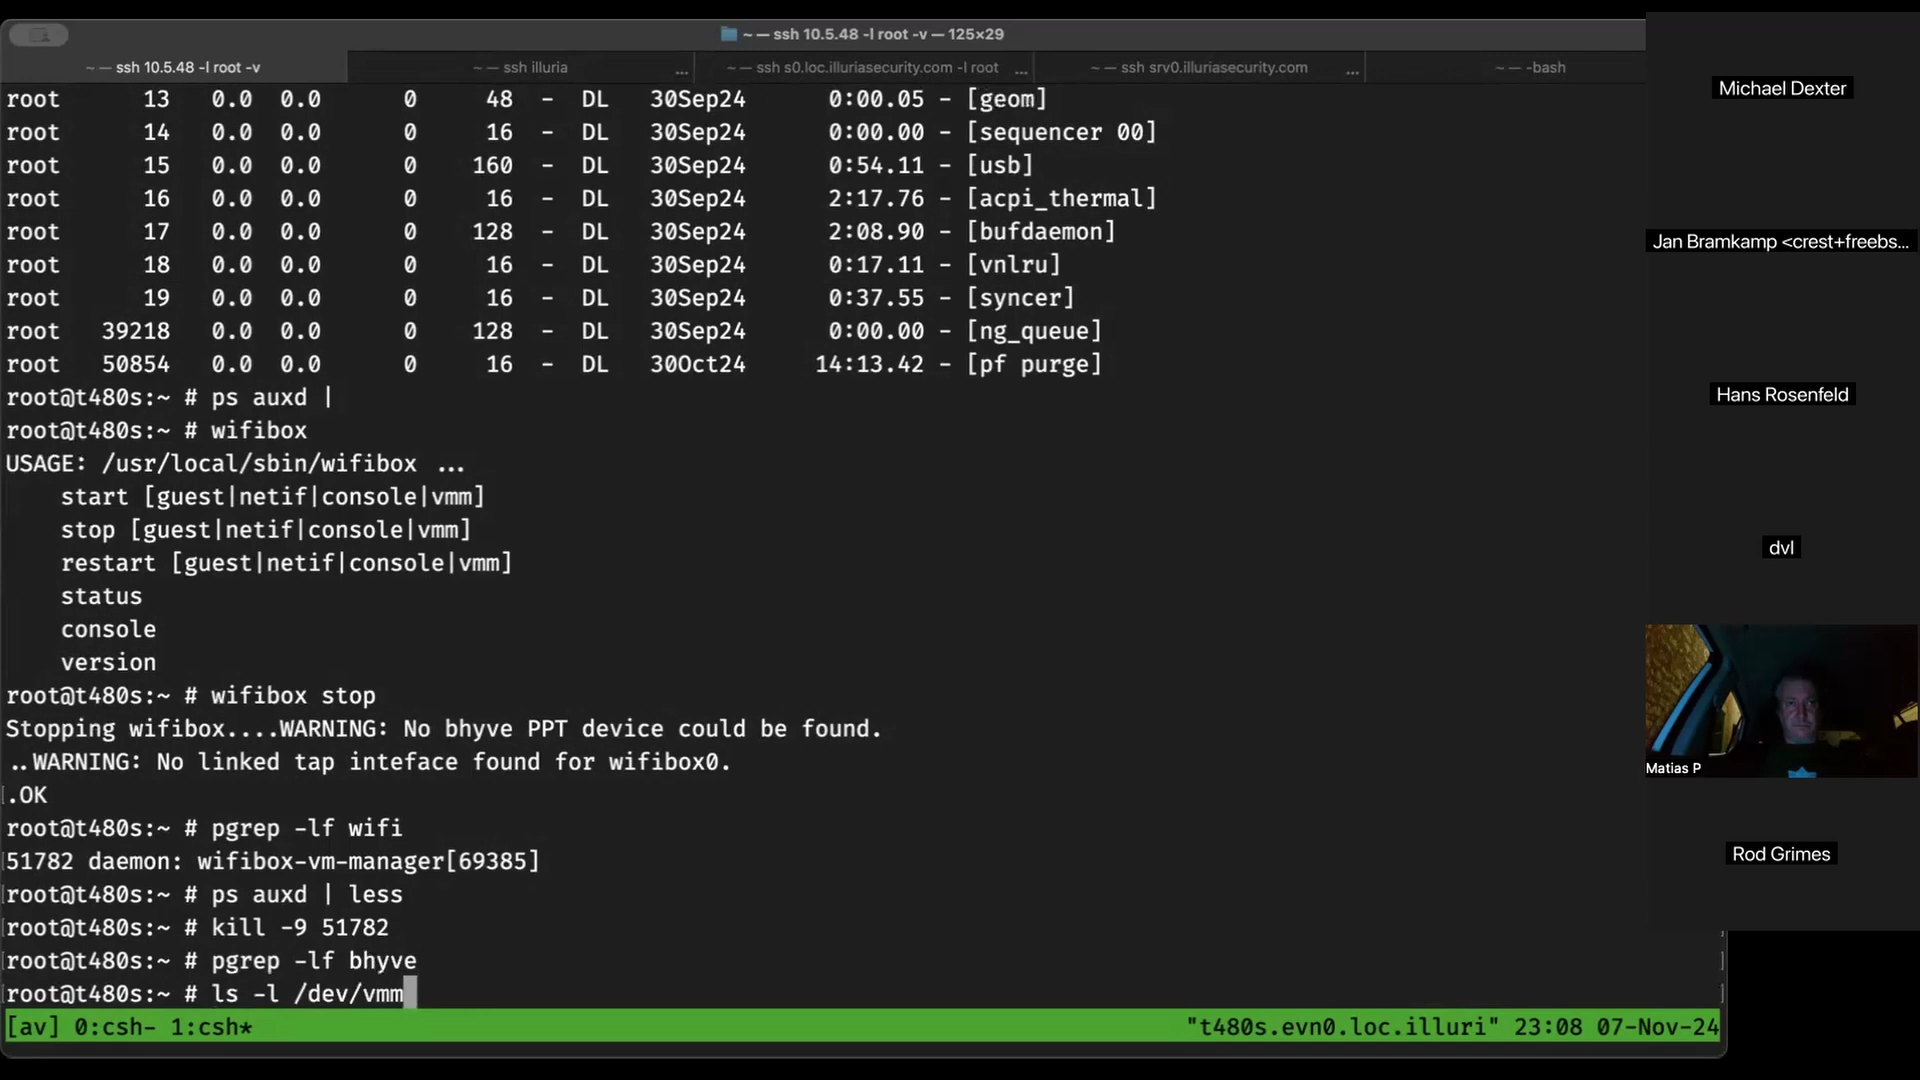 ~ — ssh 10.5.48 -l root -v — 125×29
~ — ssh 10.5.48 -l root -v
~ — ssh illuria ...
~ — ssh s0.loc.illuriasecurity.com -l root ...
~ — ssh srv0.illuriasecurity.com ...
~ — -bash
root 13 0.0 0.0 0 48 - DL 30Sep24 0:00.05 - [geom]
root 14 0.0 0.0 0 16 - DL 30Sep24 0:00.00 - [sequencer 00]
root 15 0.0 0.0 0 160 - DL 30Sep24 0:54.11 - [usb]
root 16 0.0 0.0 0 16 - DL 30Sep24 2:17.76 - [acpi_thermal]
root 17 0.0 0.0 0 128 - DL 30Sep24 2:08.90 - [bufdaemon]
root 18 0.0 0.0 0 16 - DL 30Sep24 0:17.11 - [vnlru]
root 19 0.0 0.0 0 16 - DL 30Sep24 0:37.55 - [syncer]
root 39218 0.0 0.0 0 128 - DL 30Sep24 0:00.00 - [ng_queue]
root 50854 0.0 0.0 0 16 - DL 30Oct24 14:13.42 - [pf purge]
root@t480s:~ # ps auxd |
root@t480s:~ # wifibox
USAGE: /usr/local/sbin/wifibox ...
start [guest|netif|console|vmm]
stop [guest|netif|console|vmm]
restart [guest|netif|console|vmm]
status
console
version
root@t480s:~ # wifibox stop
Stopping wifibox....WARNING: No bhyve PPT device could be found.
..WARNING: No linked tap inteface found for wifibox0.
.OK
root@t480s:~ # pgrep -lf wifi
51782 daemon: wifibox-vm-manager[69385]
root@t480s:~ # ps auxd | less
root@t480s:~ # kill -9 51782
root@t480s:~ # pgrep -lf bhyve
root@t480s:~ # ls -l /dev/vmm
[av] 0:csh- 1:csh* "t480s.evn0.loc.illuri" 23:08 07-Nov-24
Michael Dexter
Jan Bramkamp <crest+freebs...
Hans Rosenfeld
dvl
Matias P
Rod Grimes